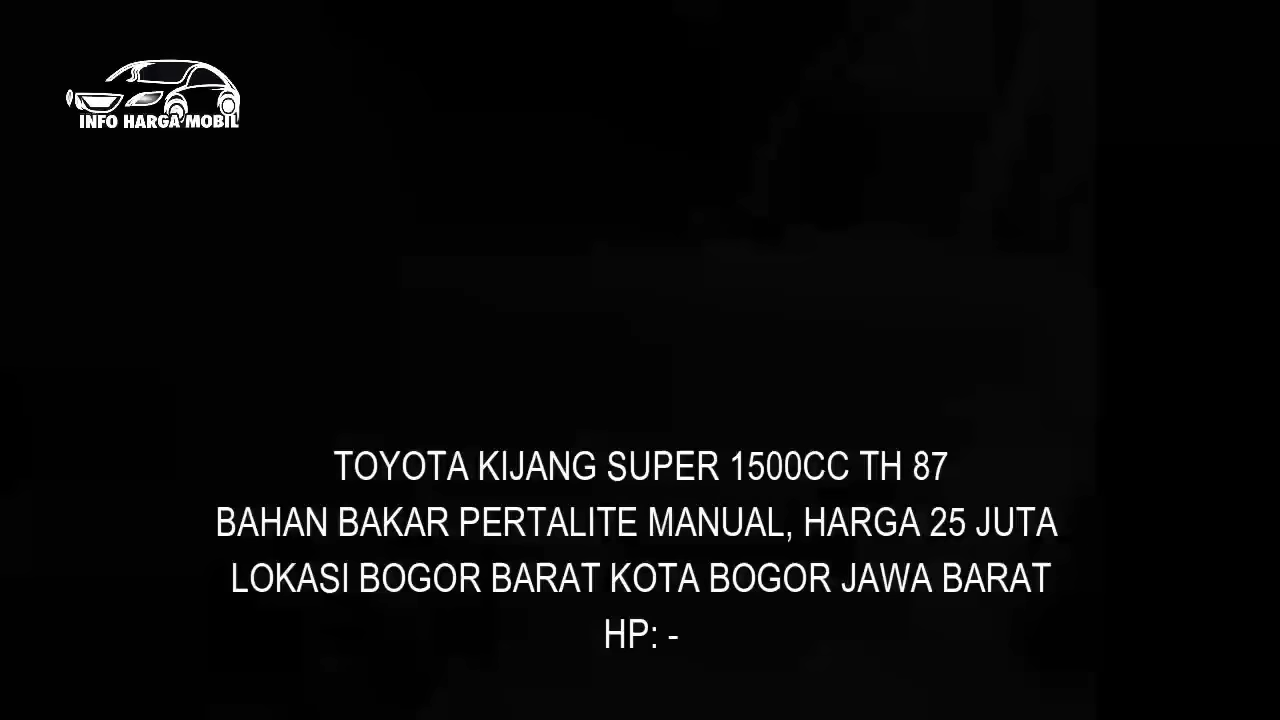 INFO HARGA MOBIL
TOYOTA KIJANG SUPER 1500CC TH 87
BAHAN BAKAR PERTALITE MANUAL, HARGA 25 JUTA
LOKASI BOGOR BARAT KOTA BOGOR JAWA BARAT
HP: -